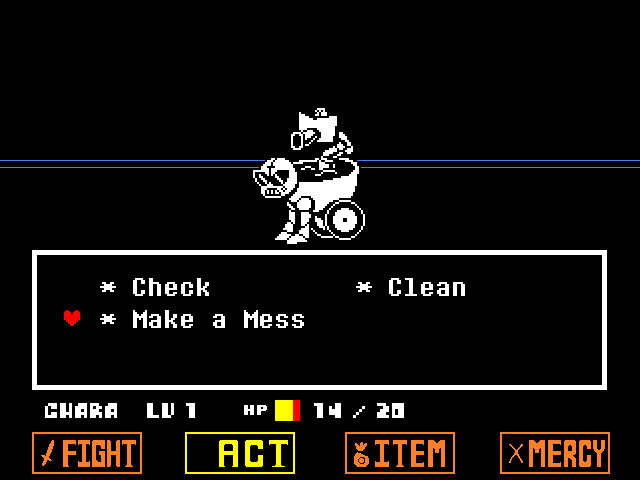 * Check * Clean
* Make a Mess
CHARA LV 1 HP 14 / 20
FIGHT ACT ITEM MERCY